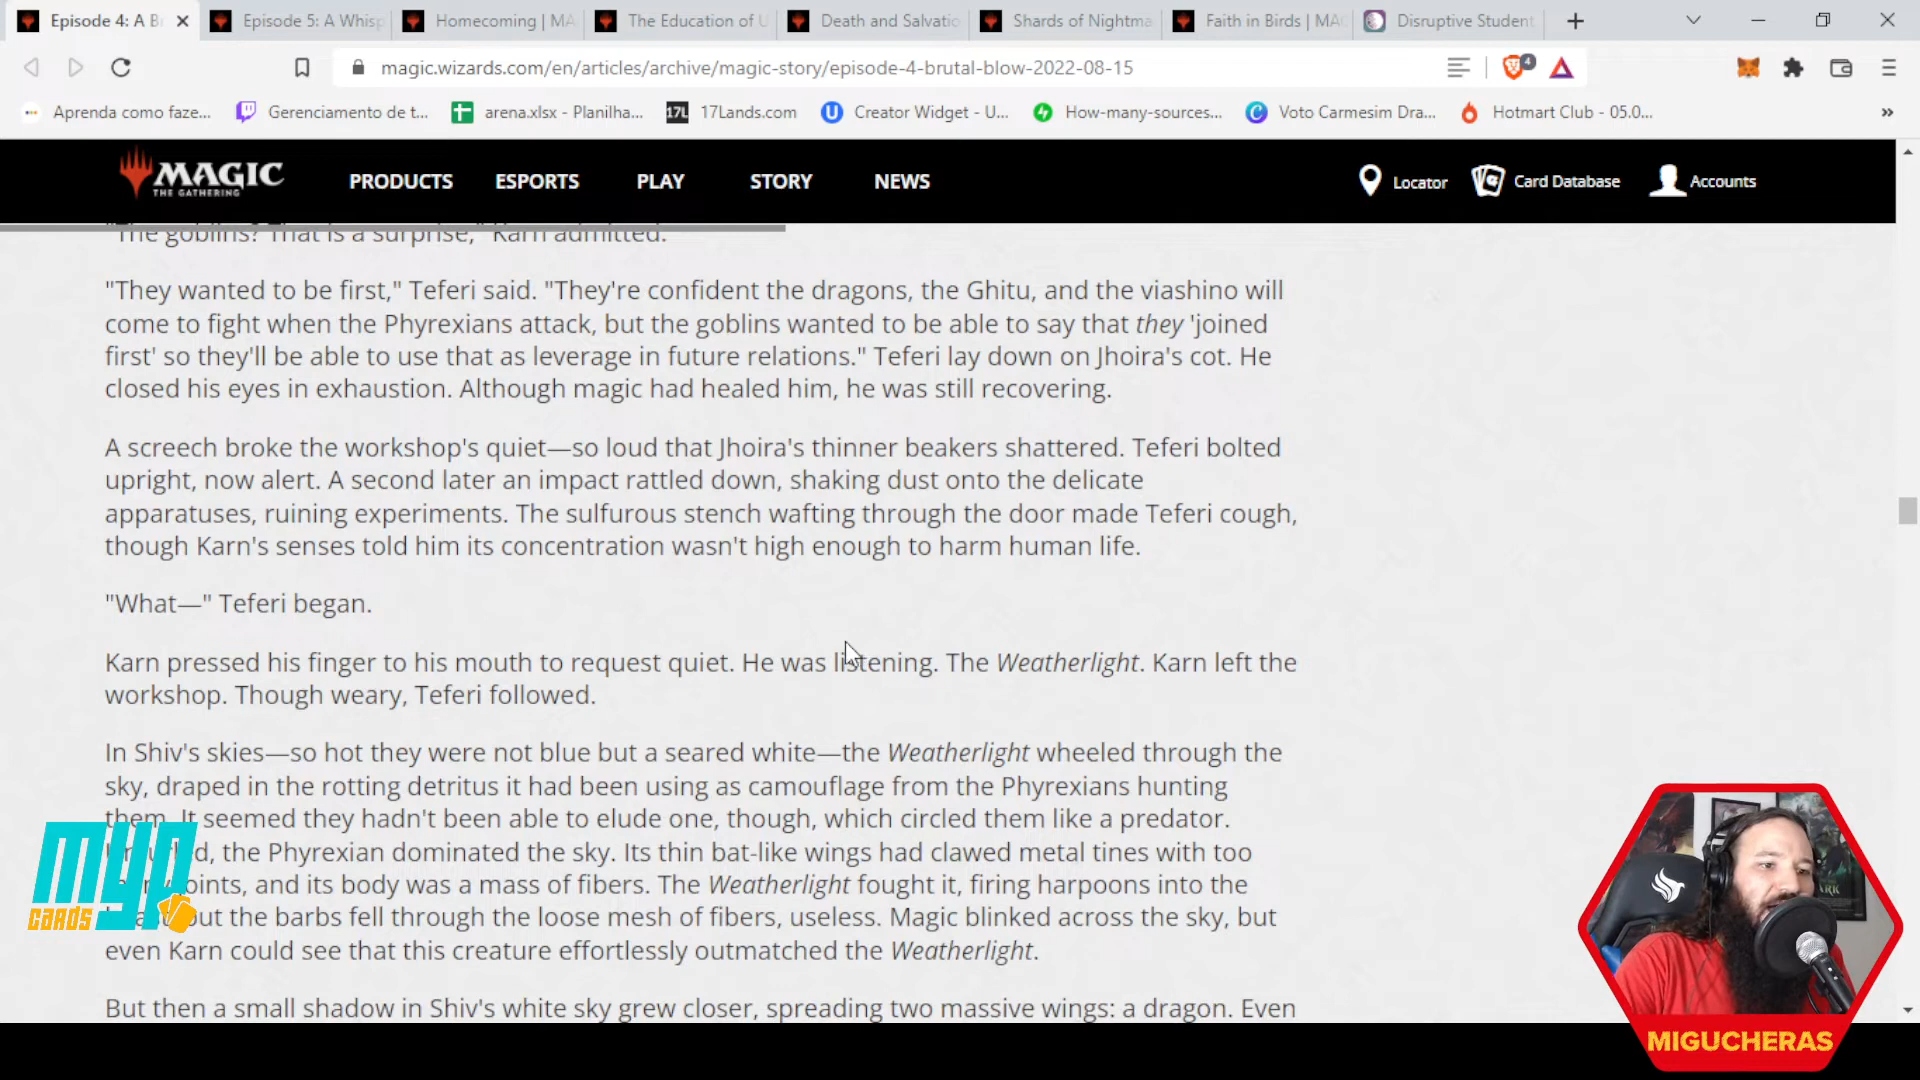 Episode 4: A Br
Episode 5: A Whisp
Homecoming | MA
The Education of U
Death and Salvatio
Shards of Nightma
Faith in Birds | MA
Disruptive Student
magic.wizards.com/en/articles/archive/magic-story/episode-4-brutal-blow-2022-08-15
4
Aprenda como faze...
Gerenciamento de t...
arena.xlsx - Planilha...
17L 17Lands.com
Creator Widget - U...
How-many-sources...
Voto Carmesim Dra...
Hotmart Club - 05.0...
MAGIC
THE GATHERING
PRODUCTS
ESPORTS
PLAY
STORY
NEWS
Locator
Card Database
Accounts
"The goblins? That is a surprise," Karn admitted.
"They wanted to be first," Teferi said. "They're confident the dragons, the Ghitu, and the viashino will
come to fight when the Phyrexians attack, but the goblins wanted to be able to say that they 'joined
first' so they'll be able to use that as leverage in future relations." Teferi lay down on Jhoira's cot. He
closed his eyes in exhaustion. Although magic had healed him, he was still recovering.
A screech broke the workshop's quiet—so loud that Jhoira's thinner beakers shattered. Teferi bolted
upright, now alert. A second later an impact rattled down, shaking dust onto the delicate
apparatuses, ruining experiments. The sulfurous stench wafting through the door made Teferi cough,
though Karn's senses told him its concentration wasn't high enough to harm human life.
"What—" Teferi began.
Karn pressed his finger to his mouth to request quiet. He was listening. The Weatherlight. Karn left the
workshop. Though weary, Teferi followed.
In Shiv's skies—so hot they were not blue but a seared white—the Weatherlight wheeled through the
sky, draped in the rotting detritus it had been using as camouflage from the Phyrexians hunting
them. It seemed they hadn't been able to elude one, though, which circled them like a predator.
the Phyrexian dominated the sky. Its thin bat-like wings had clawed metal tines with too
and its body was a mass of fibers. The Weatherlight fought it, firing harpoons into the
but the barbs fell through the loose mesh of fibers, useless. Magic blinked across the sky, but
even Karn could see that this creature effortlessly outmatched the Weatherlight.
But then a small shadow in Shiv's white sky grew closer, spreading two massive wings: a dragon. Even
myp
cards
MIGUCHERAS